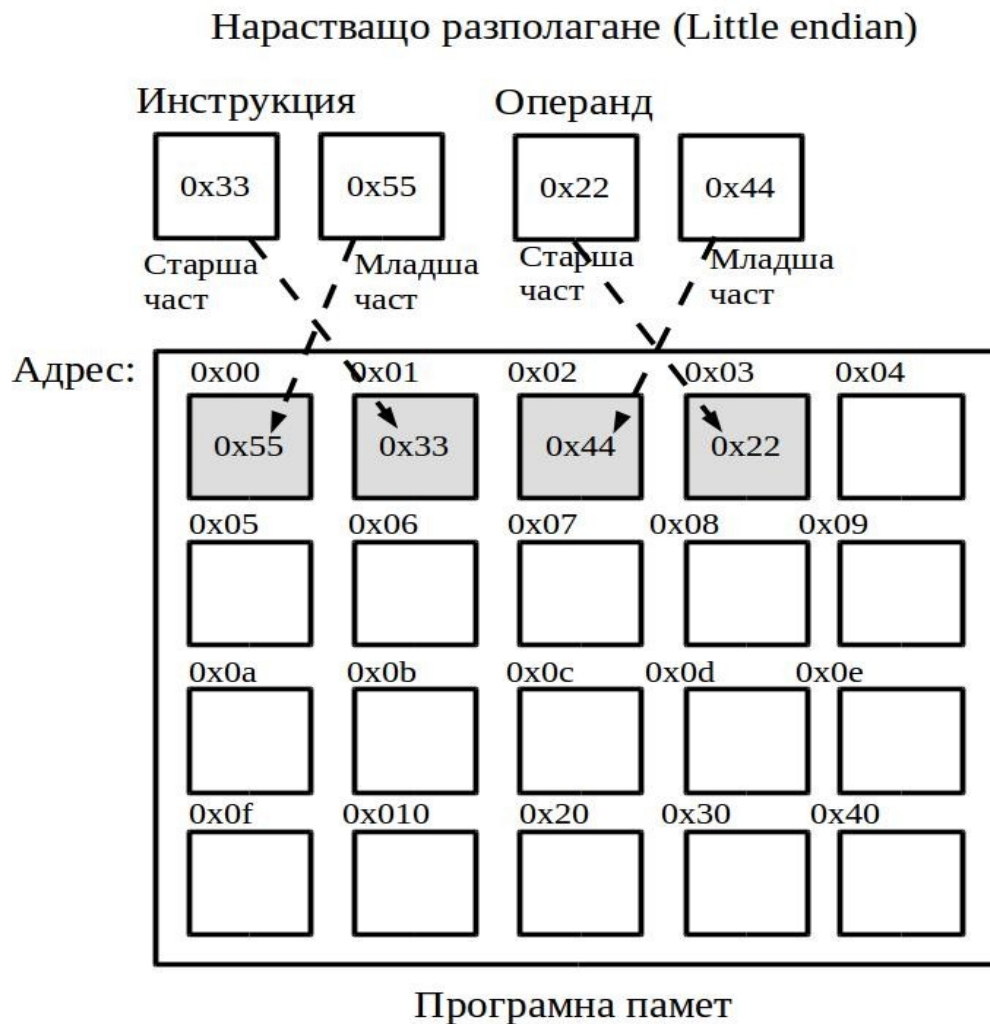 Нарастващо разполагане (Little endian)
Инструкция Операнд
0x33 0x55 0x22 0x44
Старша част Младша част Старша част Младша част
Адрес: 0x00 0x01 0x02 0x03 0x04
0x55 0x33 0x44 0x22
0x05 0x06 0x07 0x08 0x09
0x0a 0x0b 0x0c 0x0d 0x0e
0x0f 0x010 0x20 0x30 0x40
Програмна памет